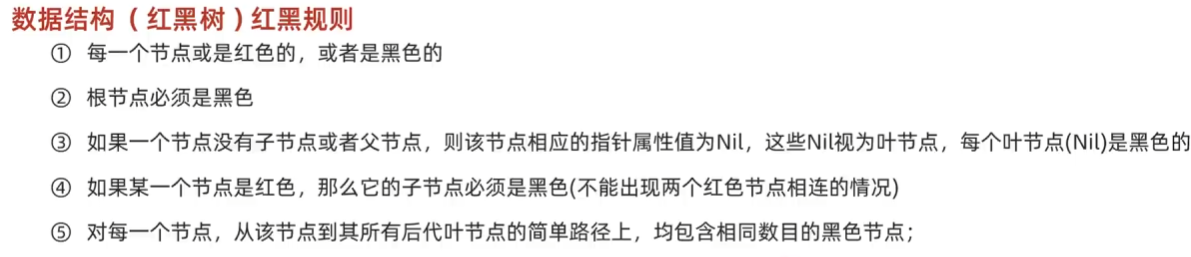 数据结构（红黑树）红黑规则
① 每一个节点或是红色的，或者是黑色的
② 根节点必须是黑色
③ 如果一个节点没有子节点或者父节点，则该节点相应的指针属性值为Nil，这些Nil视为叶节点，每个叶节点(Nil)是黑色的
④ 如果某一个节点是红色，那么它的子节点必须是黑色(不能出现两个红色节点相连的情况)
⑤ 对每一个节点，从该节点到其所有后代叶节点的简单路径上，均包含相同数目的黑色节点；